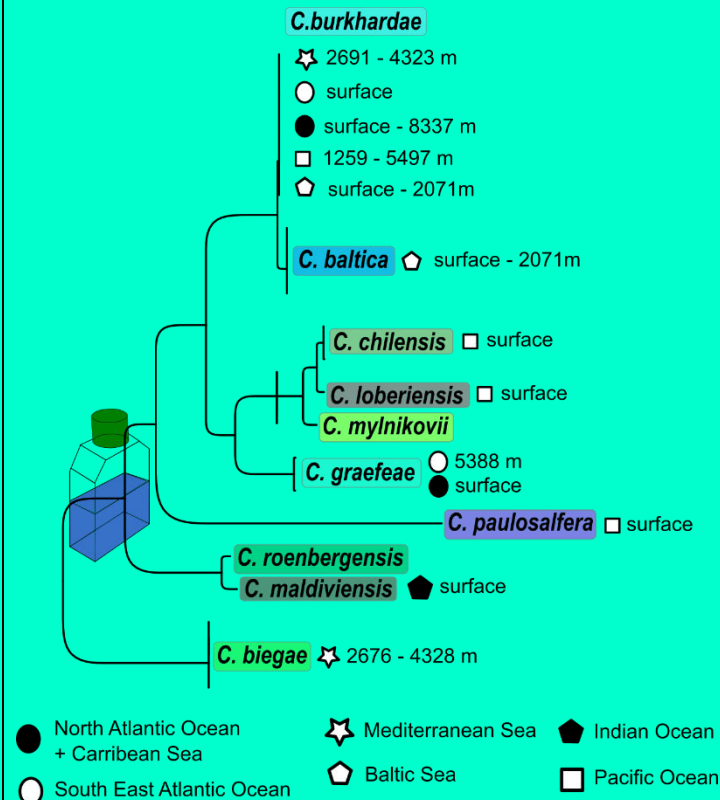 C.burkhardae
2691 - 4323 m
surface
surface - 8337 m
1259 - 5497 m
surface - 2071m
C. baltica surface - 2071m
C. chilensis surface
C. loberiensis surface
C. mylnikovii
C. graefeae 5388 m
surface
C. paulosalfera surface
C. roenbergensis
C. maldiviensis surface
C. biegae 2676 - 4328 m
North Atlantic Ocean
+ Carribean Sea
South East Atlantic Ocean
Mediterranean Sea
Baltic Sea
Indian Ocean
Pacific Ocean